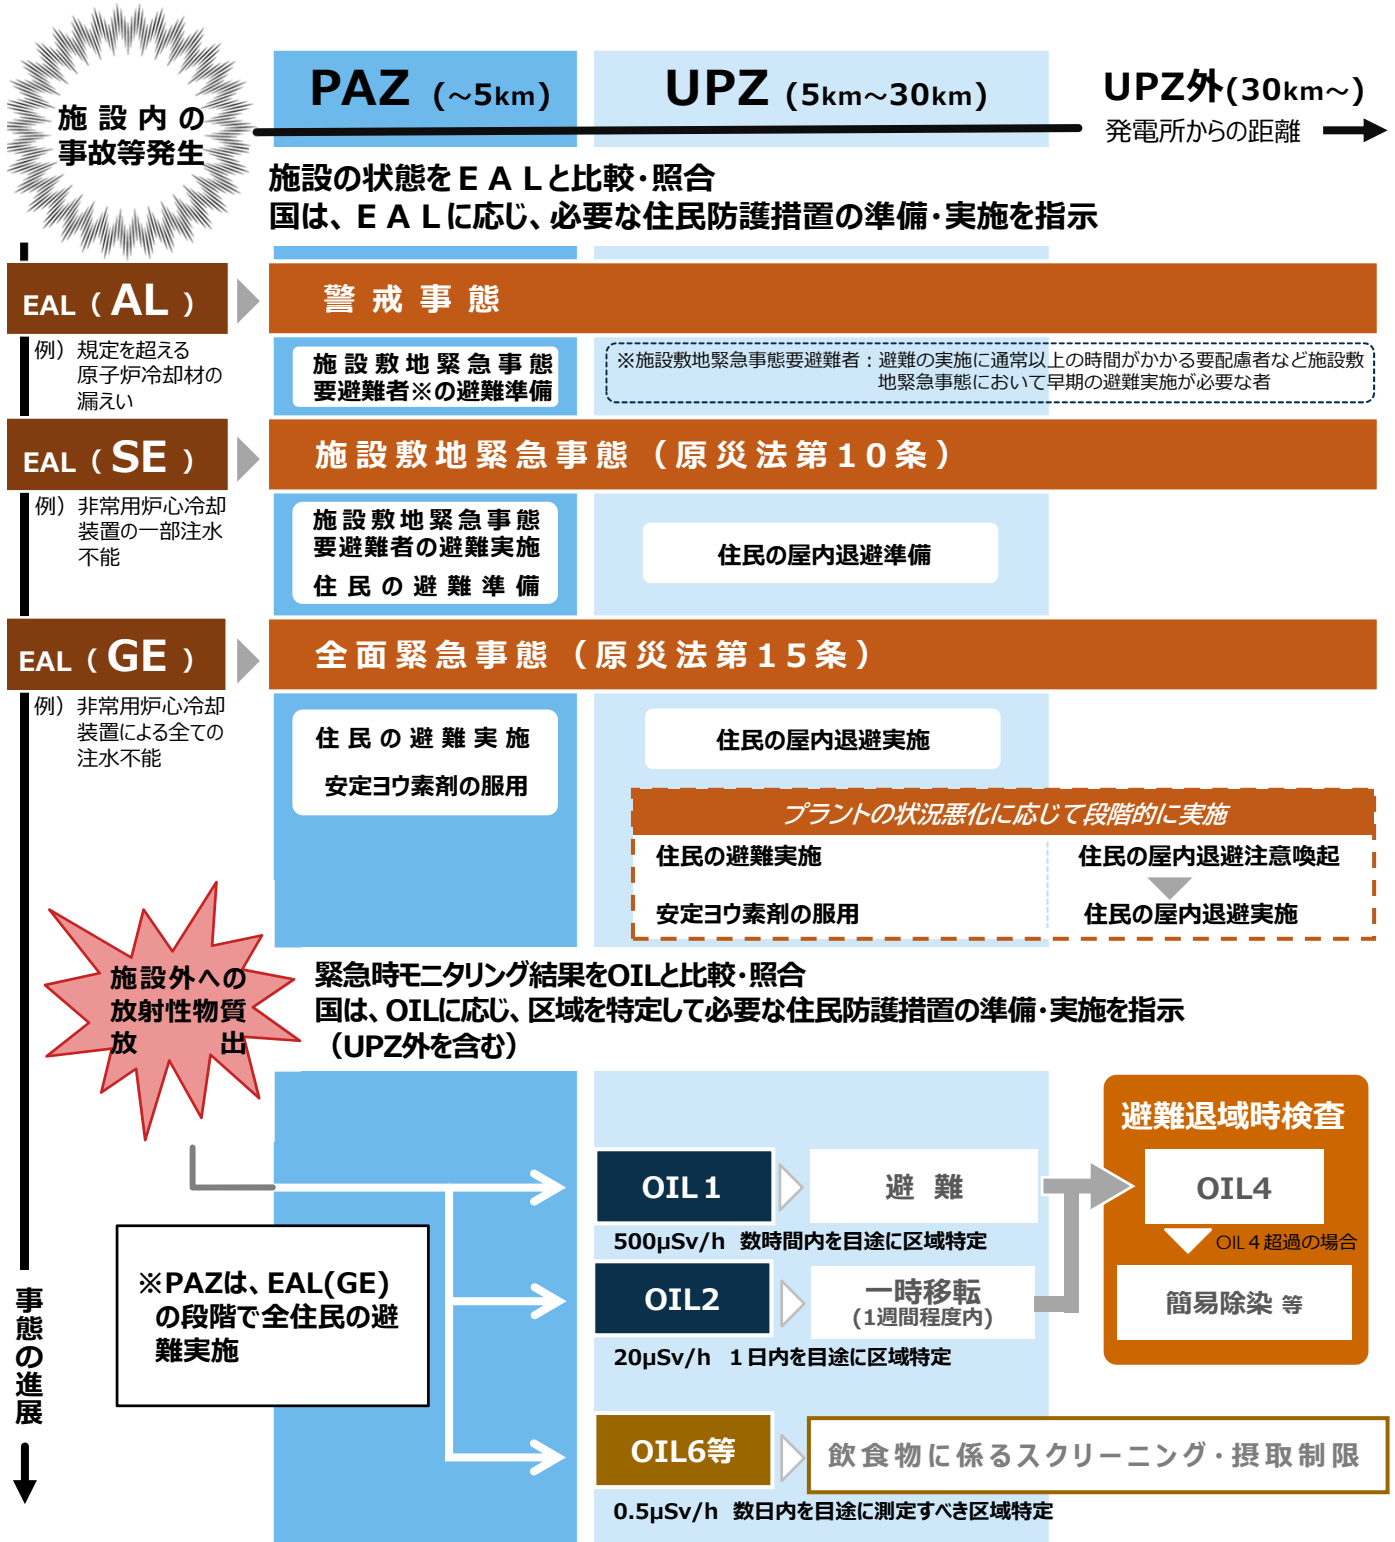 施設内の
事故等発生
PAZ (～5km)
UPZ (5km～30km)
UPZ外(30km～)
発電所からの距離
施設の状態をＥＡＬと比較・照合
国は、ＥＡＬに応じ、必要な住民防護措置の準備・実施を指示
EAL（ AL ）
警戒事態
例）規定を超える
原子炉冷却材の
漏えい
施設敷地緊急事態
要避難者※の避難準備
※施設敷地緊急事態要避難者：避難の実施に通常以上の時間がかかる要配慮者など施設敷
地緊急事態において早期の避難実施が必要な者
EAL（ SE ）
施設敷地緊急事態（原災法第10条）
例）非常用炉心冷却
装置の一部注水
不能
施設敷地緊急事態
要避難者の避難実施
住民の避難準備
住民の屋内退避準備
EAL（ GE ）
全面緊急事態（原災法第15条）
例）非常用炉心冷却
装置による全ての
注水不能
住民の避難実施
安定ヨウ素剤の服用
住民の屋内退避実施
プラントの状況悪化に応じて段階的に実施
住民の避難実施
住民の屋内退避注意喚起
安定ヨウ素剤の服用
住民の屋内退避実施
施設外への
放射性物質
放出
緊急時モニタリング結果をOILと比較・照合
国は、OILに応じ、区域を特定して必要な住民防護措置の準備・実施を指示
（UPZ外を含む）
避難退域時検査
OIL１
避難
OIL4
500μSv/h 数時間内を目途に区域特定
OIL４超過の場合
※PAZは、EAL(GE)
の段階で全住民の避
難実施
OIL2
一時移転
(1週間程度内)
簡易除染 等
20μSv/h １日内を目途に区域特定
事態の進展
OIL6等
飲食物に係るスクリーニング・摂取制限
0.5μSv/h 数日内を目途に測定すべき区域特定